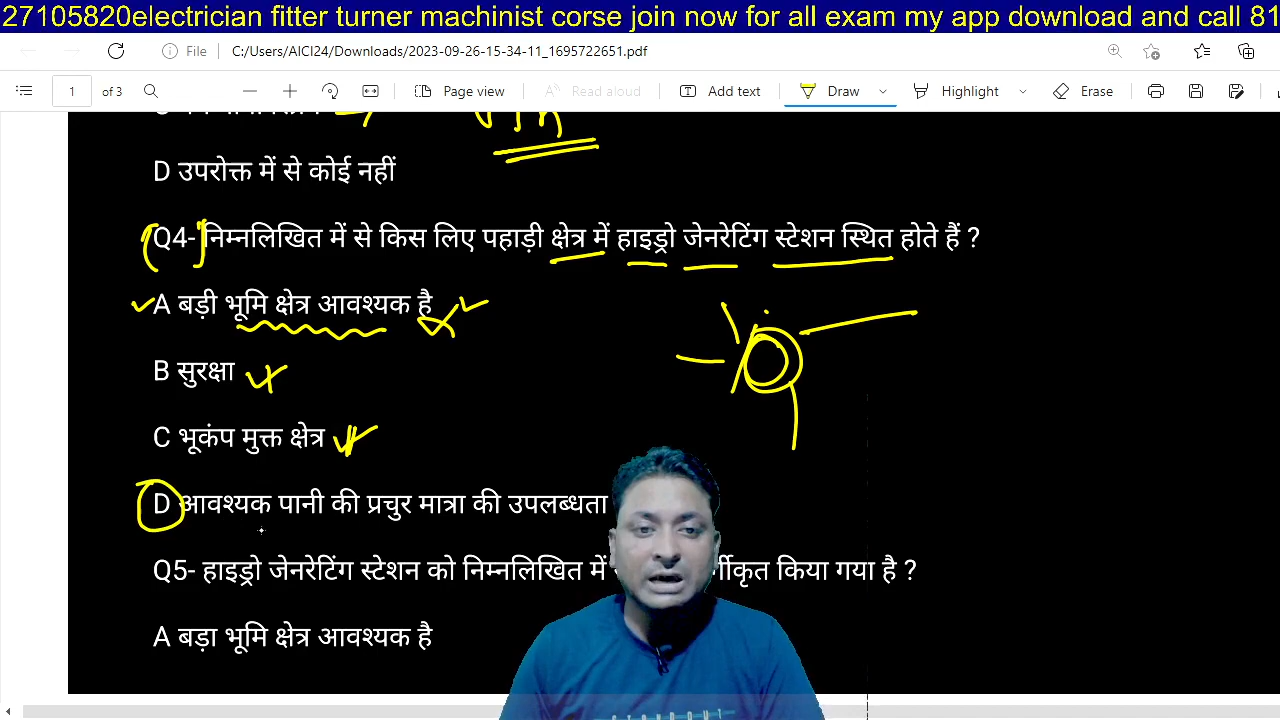 27105820electrician fitter turner machinist corse join now for all exam my app download and call 81
File C:/Users/AICI24/Downloads/2023-09-26-15-34-11_1695722651.pdf
1 of 3 Page view Read aloud Add text Draw Highlight Erase
D उपरोक्त में से कोई नहीं
Q4- निम्नलिखित में से किस लिए पहाड़ी क्षेत्र में हाइड्रो जेनरेटिंग स्टेशन स्थित होते हैं ?
A बड़ी भूमि क्षेत्र आवश्यक है
B सुरक्षा
C भूकंप मुक्त क्षेत्र
D आवश्यक पानी की प्रचुर मात्रा की उपलब्धता
Q5- हाइड्रो जेनरेटिंग स्टेशन को निम्नलिखित में किया गया है ?
A बड़ा भूमि क्षेत्र आवश्यक है